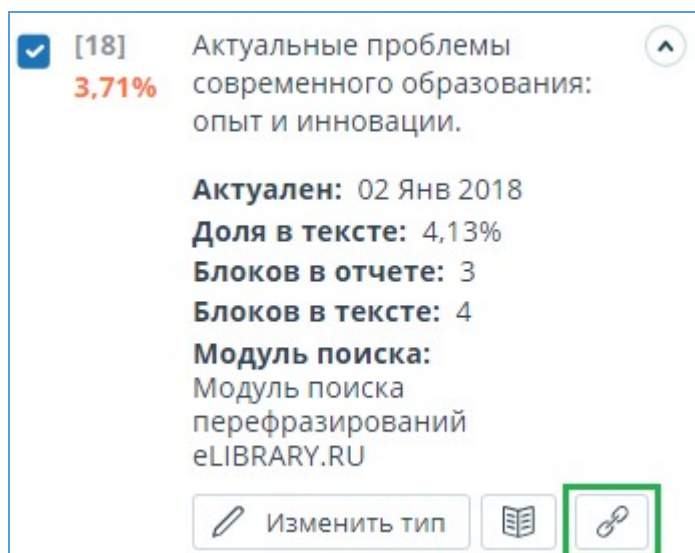 [18] Актуальные проблемы
3,71% современного образования:
опыт и инновации.
Актуален: 02 Янв 2018
Доля в тексте: 4,13%
Блоков в отчете: 3
Блоков в тексте: 4
Модуль поиска:
Модуль поиска
перефразирований
eLIBRARY.RU
Изменить тип